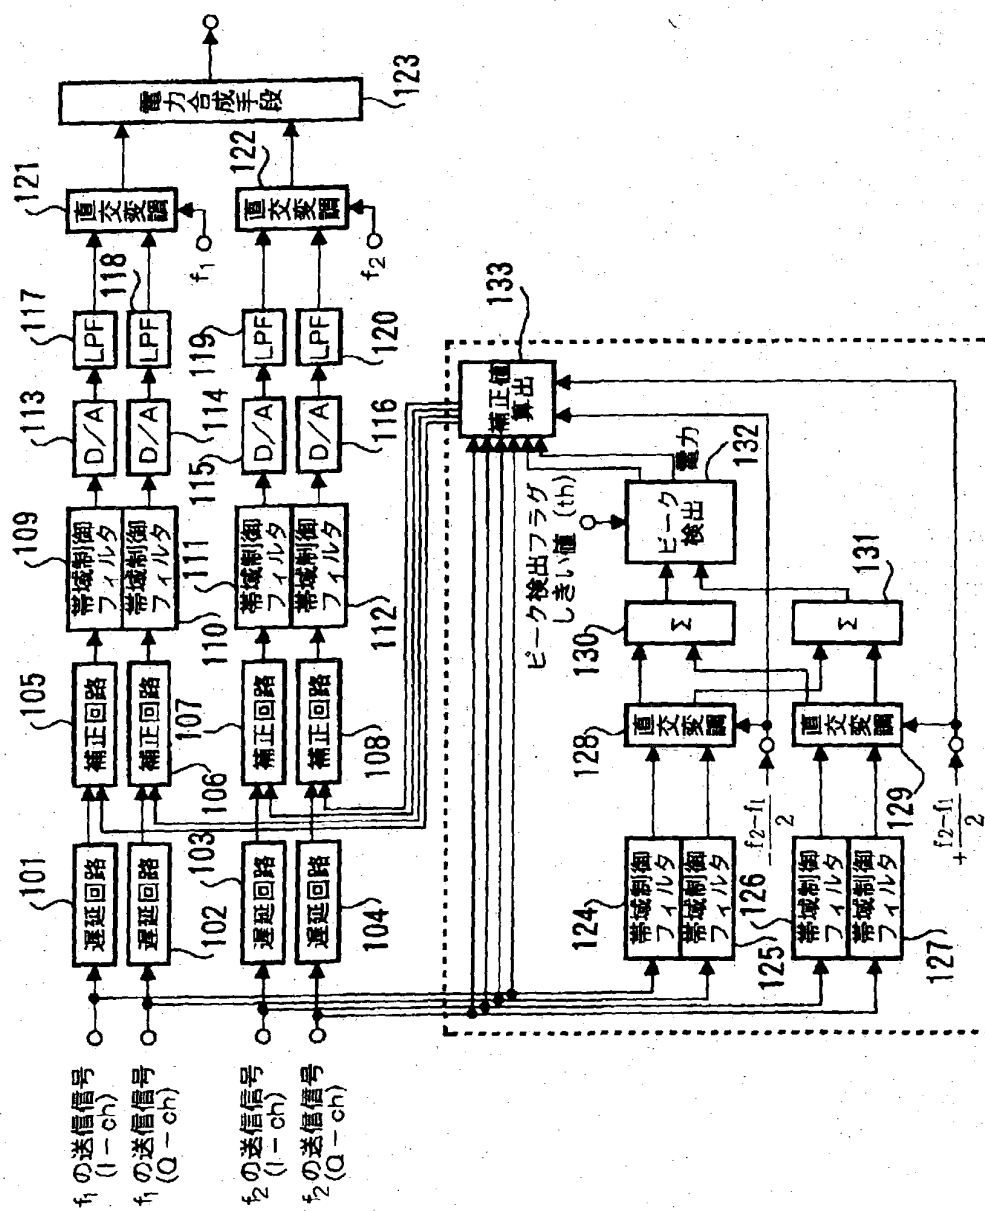 f₁の送信信号
(I−ch)
f₁の送信信号
(Q−ch)
f₂の送信信号
(I−ch)
f₂の送信信号
(Q−ch)
101
遅延回路
遅延回路
102
103
遅延回路
遅延回路
104
105
補正回路
補正回路
106
107
補正回路
補正回路
108
109
帯域制御
フィルタ
帯域制御
フィルタ
110
111
帯域制御
フィルタ
帯域制御
フィルタ
112
113
D/A
D/A
114
115
D/A
D/A
116
117
LPF
118
LPF
119
LPF
LPF
120
121
直交
変調
f₁
122
直交
変調
f₂
電力合成手段
123
124
帯域制御
フィルタ
帯域制御
フィルタ
125
126
帯域制御
フィルタ
帯域制御
フィルタ
127
128
直交
変調
−(f₂−f₁)/2
直交
変調
129
+(f₂−f₁)/2
130
Σ
Σ
131
ピーク検出フラグ
しきい値 (th)
ピーク
検出
132
電力
補正値
算出
133